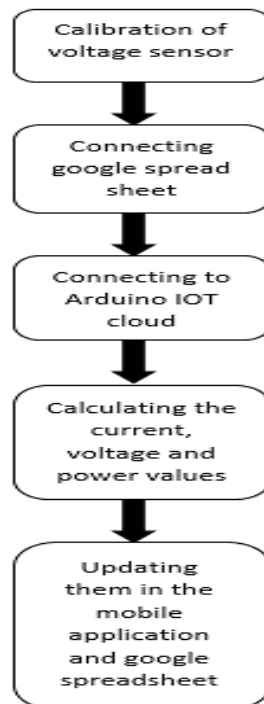 Calibration of
voltage sensor
Connecting
google spread
sheet
Connecting to
Arduino IOT
cloud
Calculating the
current,
voltage and
power values
Updating
them in the
mobile
application
and google
spreadsheet